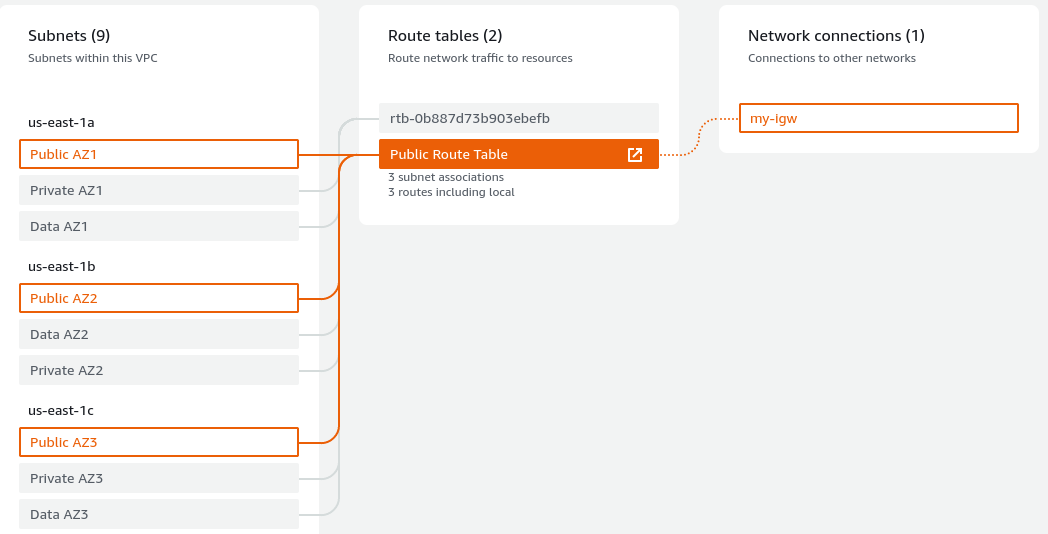 Subnets (9)
Subnets within this VPC
us-east-1a
Public AZ1
Private AZ1
Data AZ1
us-east-1b
Public AZ2
Data AZ2
Private AZ2
us-east-1c
Public AZ3
Private AZ3
Data AZ3
Route tables (2)
Route network traffic to resources
rtb-0b887d73b903ebefb
Public Route Table
3 subnet associations
3 routes including local
Network connections (1)
Connections to other networks
my-igw